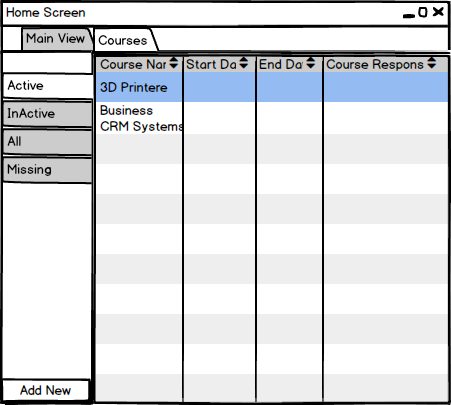 Home Screen
Main View Courses
Course Nar Start Da End Da Course Respons
Active
3D Printere
InActive
Business
CRM Systems
All
Missing
Add New